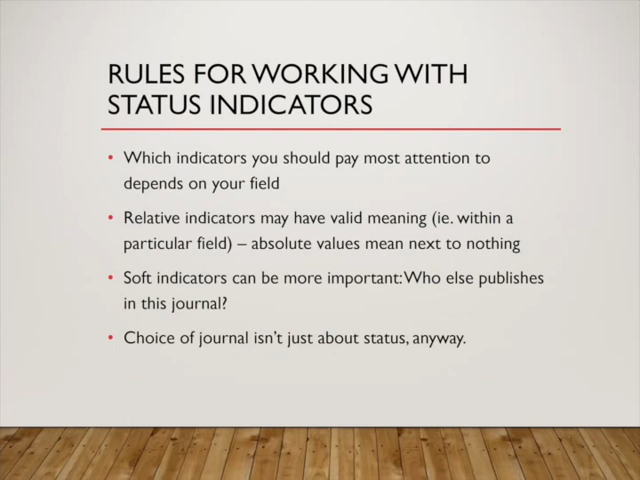 RULES FOR WORKING WITH
STATUS INDICATORS
• Which indicators you should pay most attention to
depends on your field
• Relative indicators may have valid meaning (ie. within a
particular field) – absolute values mean next to nothing
• Soft indicators can be more important: Who else publishes
in this journal?
• Choice of journal isn't just about status, anyway.